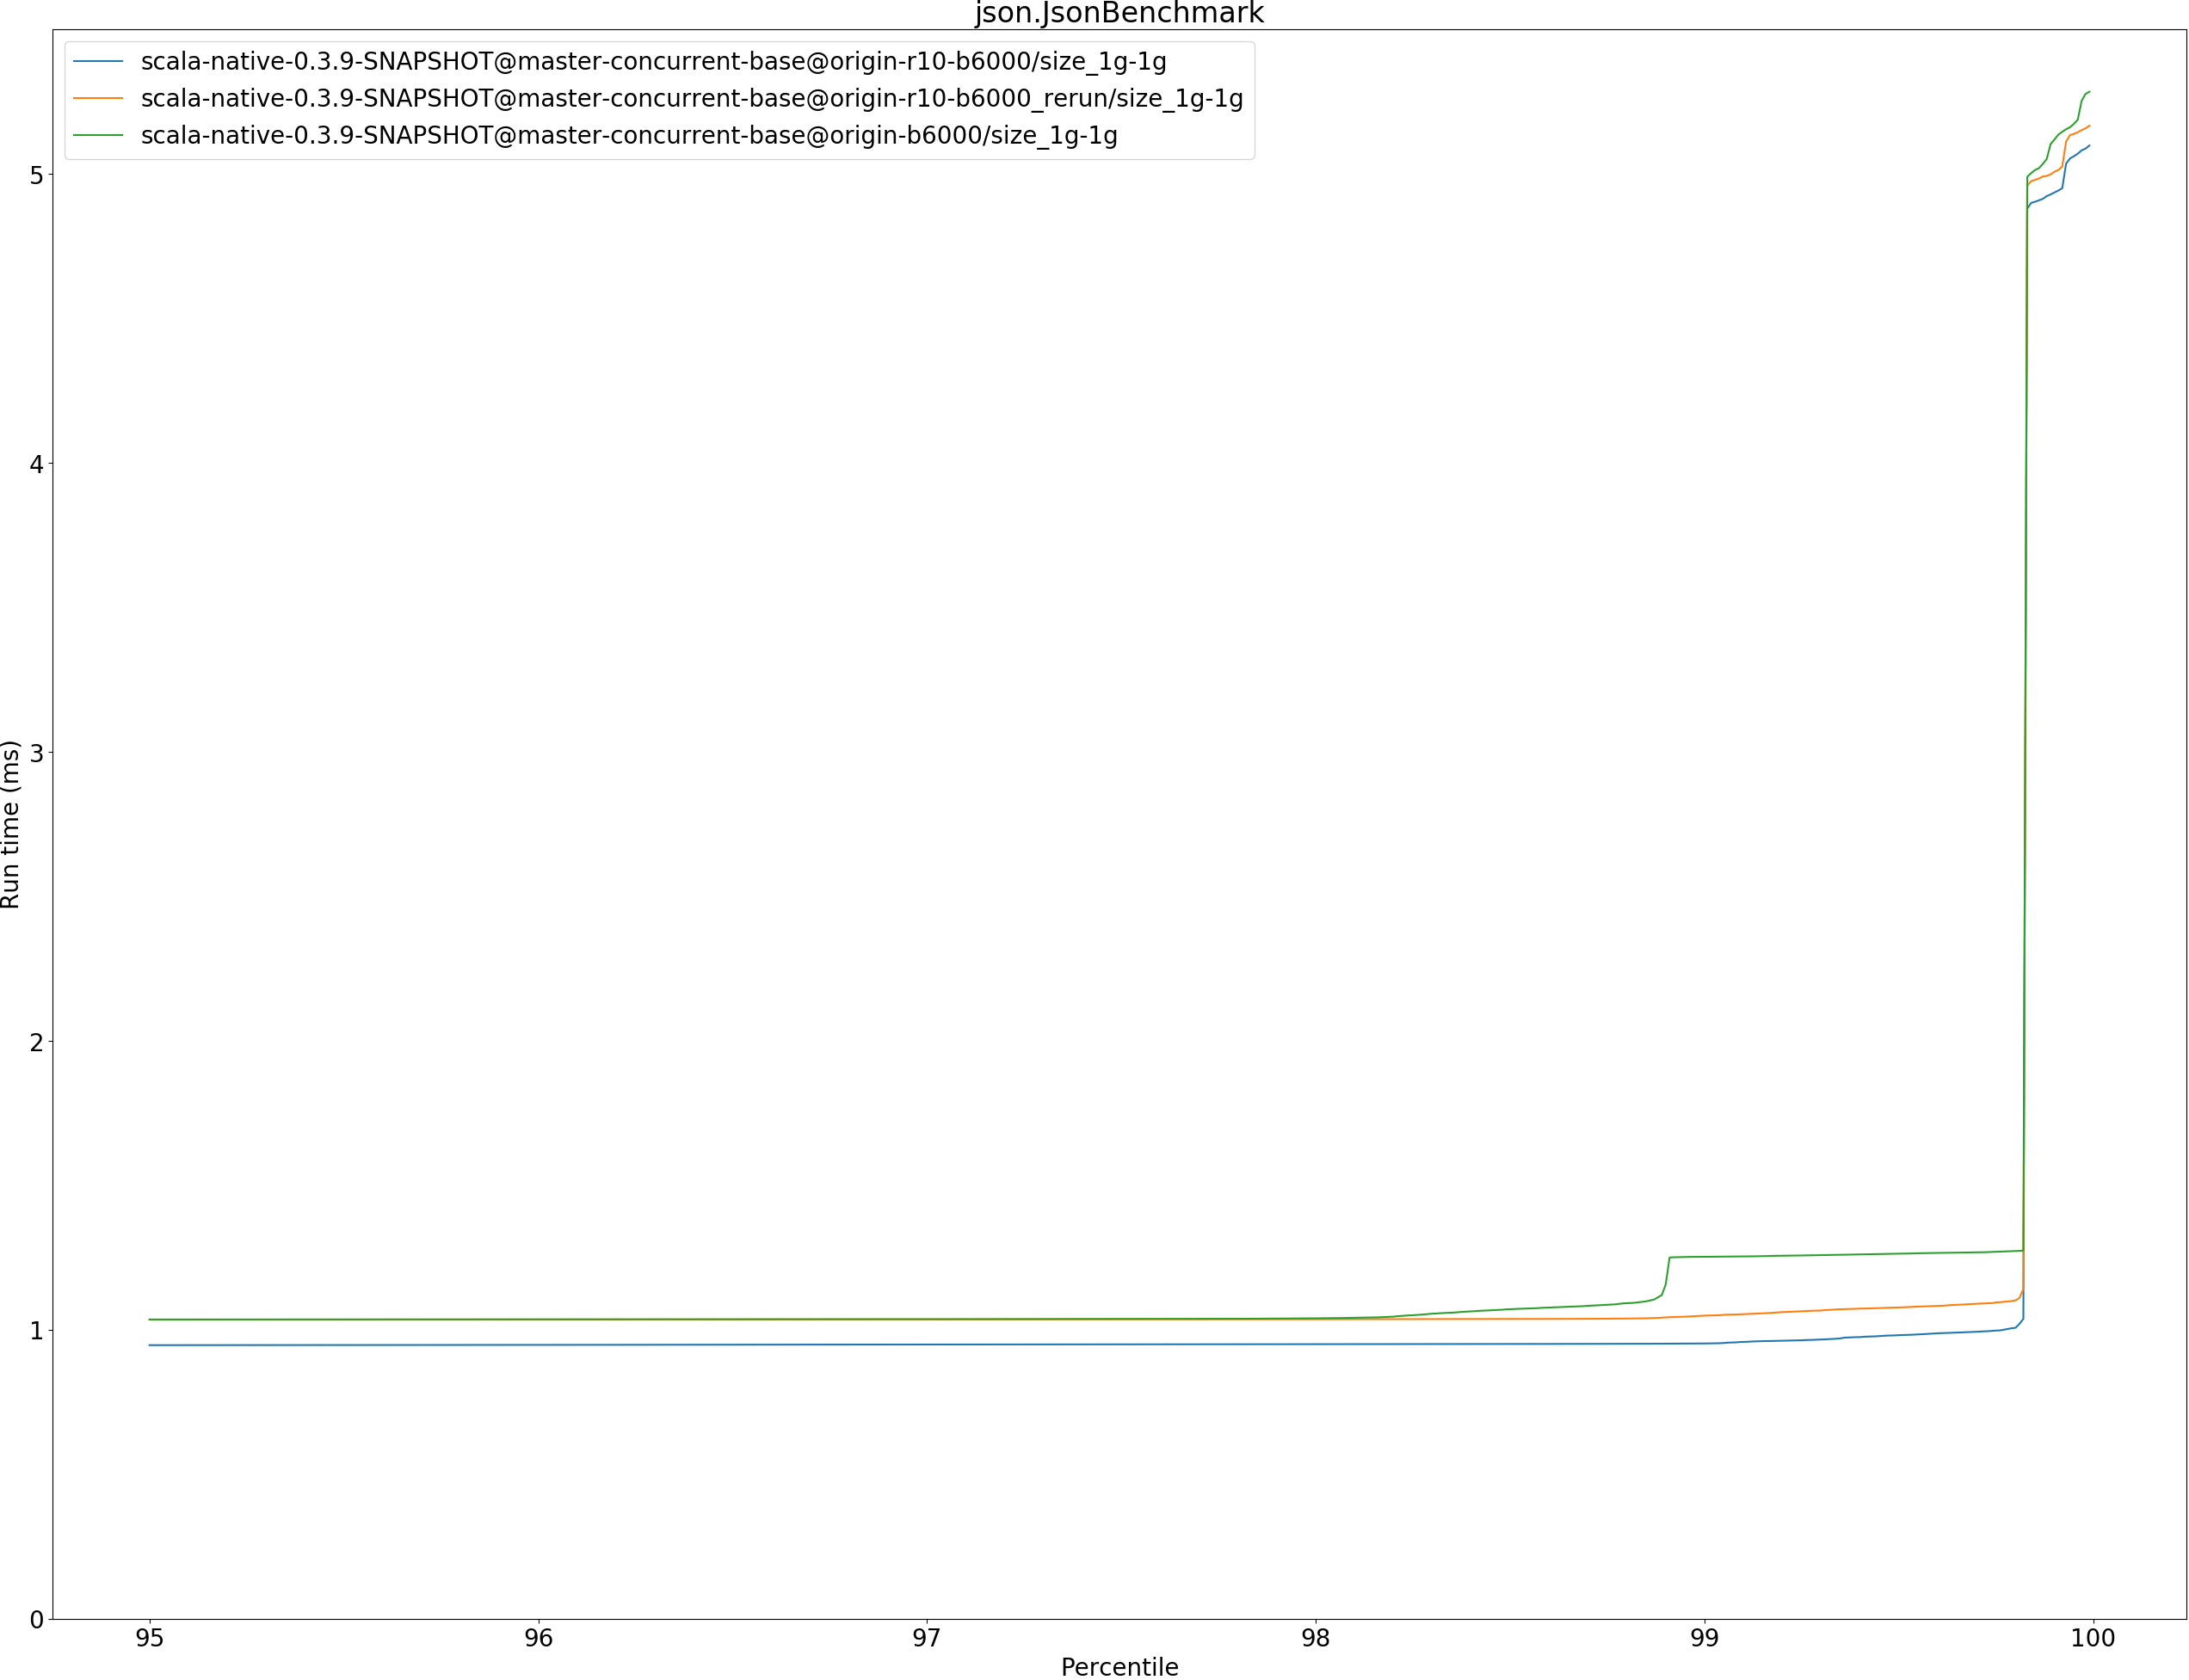 json.JsonBenchmark
scala-native-0.3.9-SNAPSHOT@master-concurrent-base@origin-r10-b6000/size_1g-1g
scala-native-0.3.9-SNAPSHOT@master-concurrent-base@origin-r10-b6000_rerun/size_1g-1g
scala-native-0.3.9-SNAPSHOT@master-concurrent-base@origin-b6000/size_1g-1g
5
4
3
2
1
0
Run time (ms)
95 96 97 98 99 100
Percentile